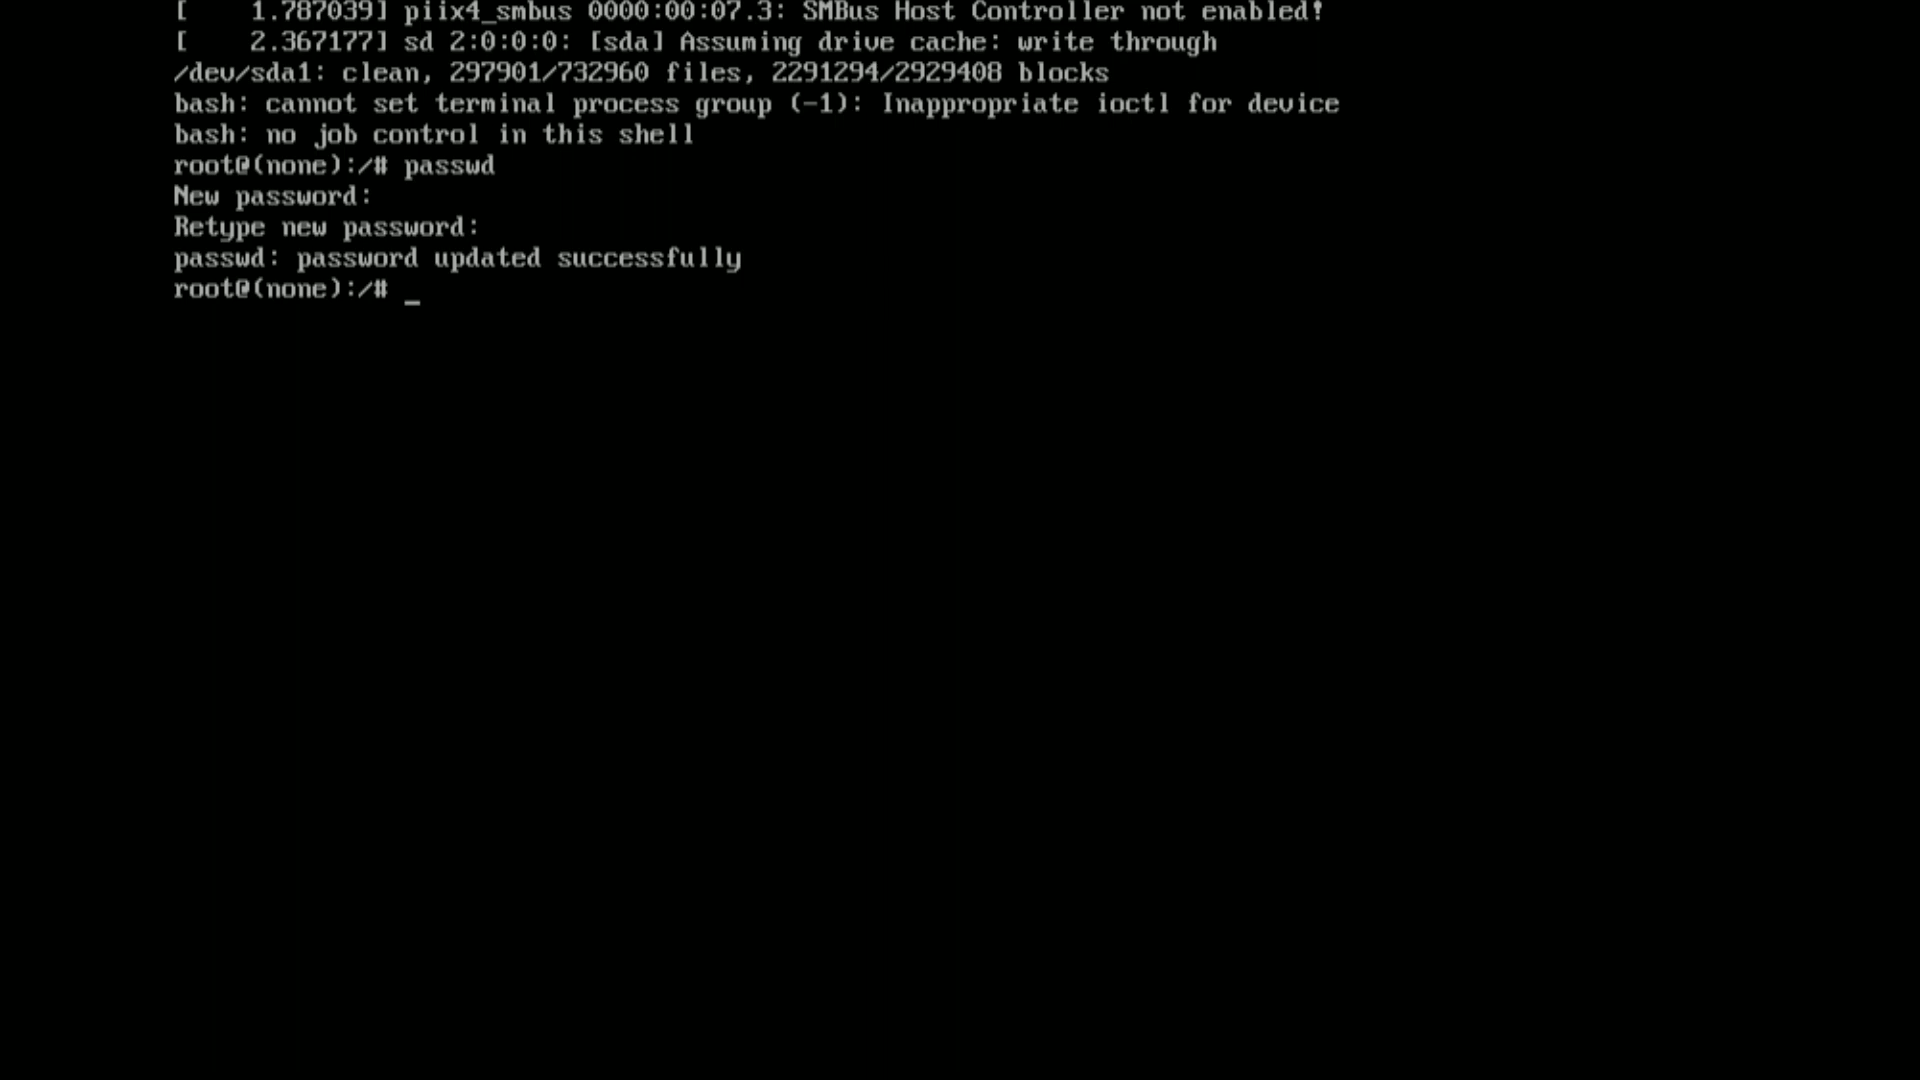 [    1.787039] piix4_smbus 0000:00:07.3: SMBus Host Controller not enabled!
[    2.367177] sd 2:0:0:0: [sda] Assuming drive cache: write through
/dev/sda1: clean, 297901/732960 files, 2291294/2929408 blocks
bash: cannot set terminal process group (-1): Inappropriate ioctl for device
bash: no job control in this shell
root@(none):/# passwd
New password:
Retype new password:
passwd: password updated successfully
root@(none):/# _